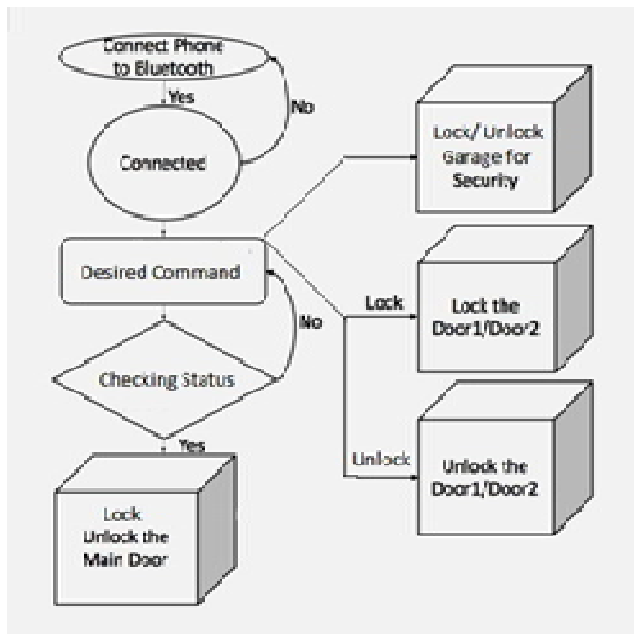 Connect Phone
to Bluetooth
Yes
No
Connected
Desired Command
No
Checking Status
Yes
Lock
Unlock the
Main Door
Lock/ Unlock
Garage for
Security
Lock
Lock the
Door1/Door2
Unlock
Unlock the
Door1/Door2